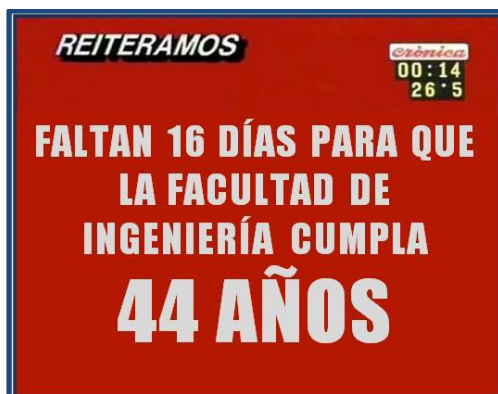 REITERAMOS
crónica
00:14
26°5
FALTAN 16 DÍAS PARA QUE
LA FACULTAD DE
INGENIERÍA CUMPLA
44 AÑOS